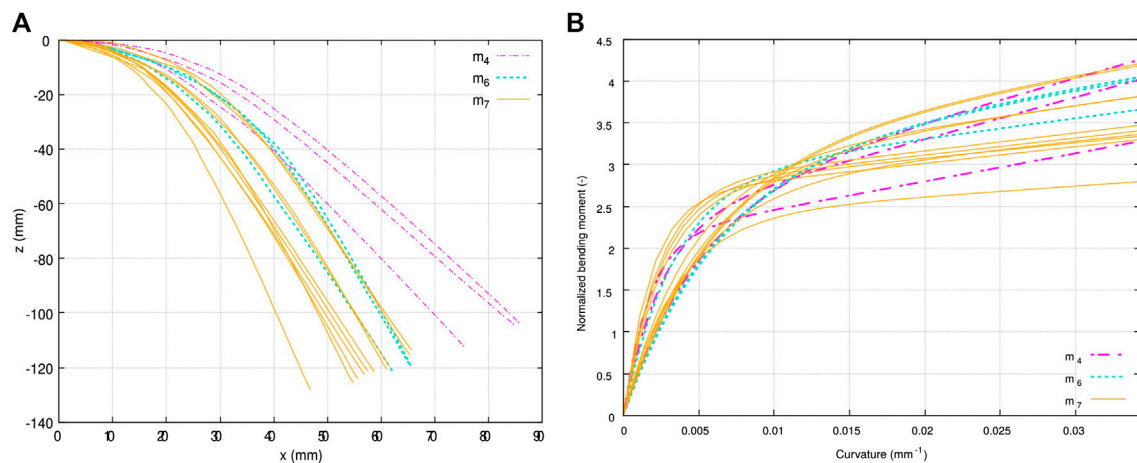 A
0
-20
-40
-60
-80
-100
-120
-140
z (mm)
0 10 20 30 40 50 60 70 80 90
x (mm)
m4
m6
m7
B
4.5
4
3.5
3
2.5
2
1.5
1
0.5
0
Normalized bending moment (-)
0 0.005 0.01 0.015 0.02 0.025 0.03
Curvature (mm-1)
m 4
m 6
m 7